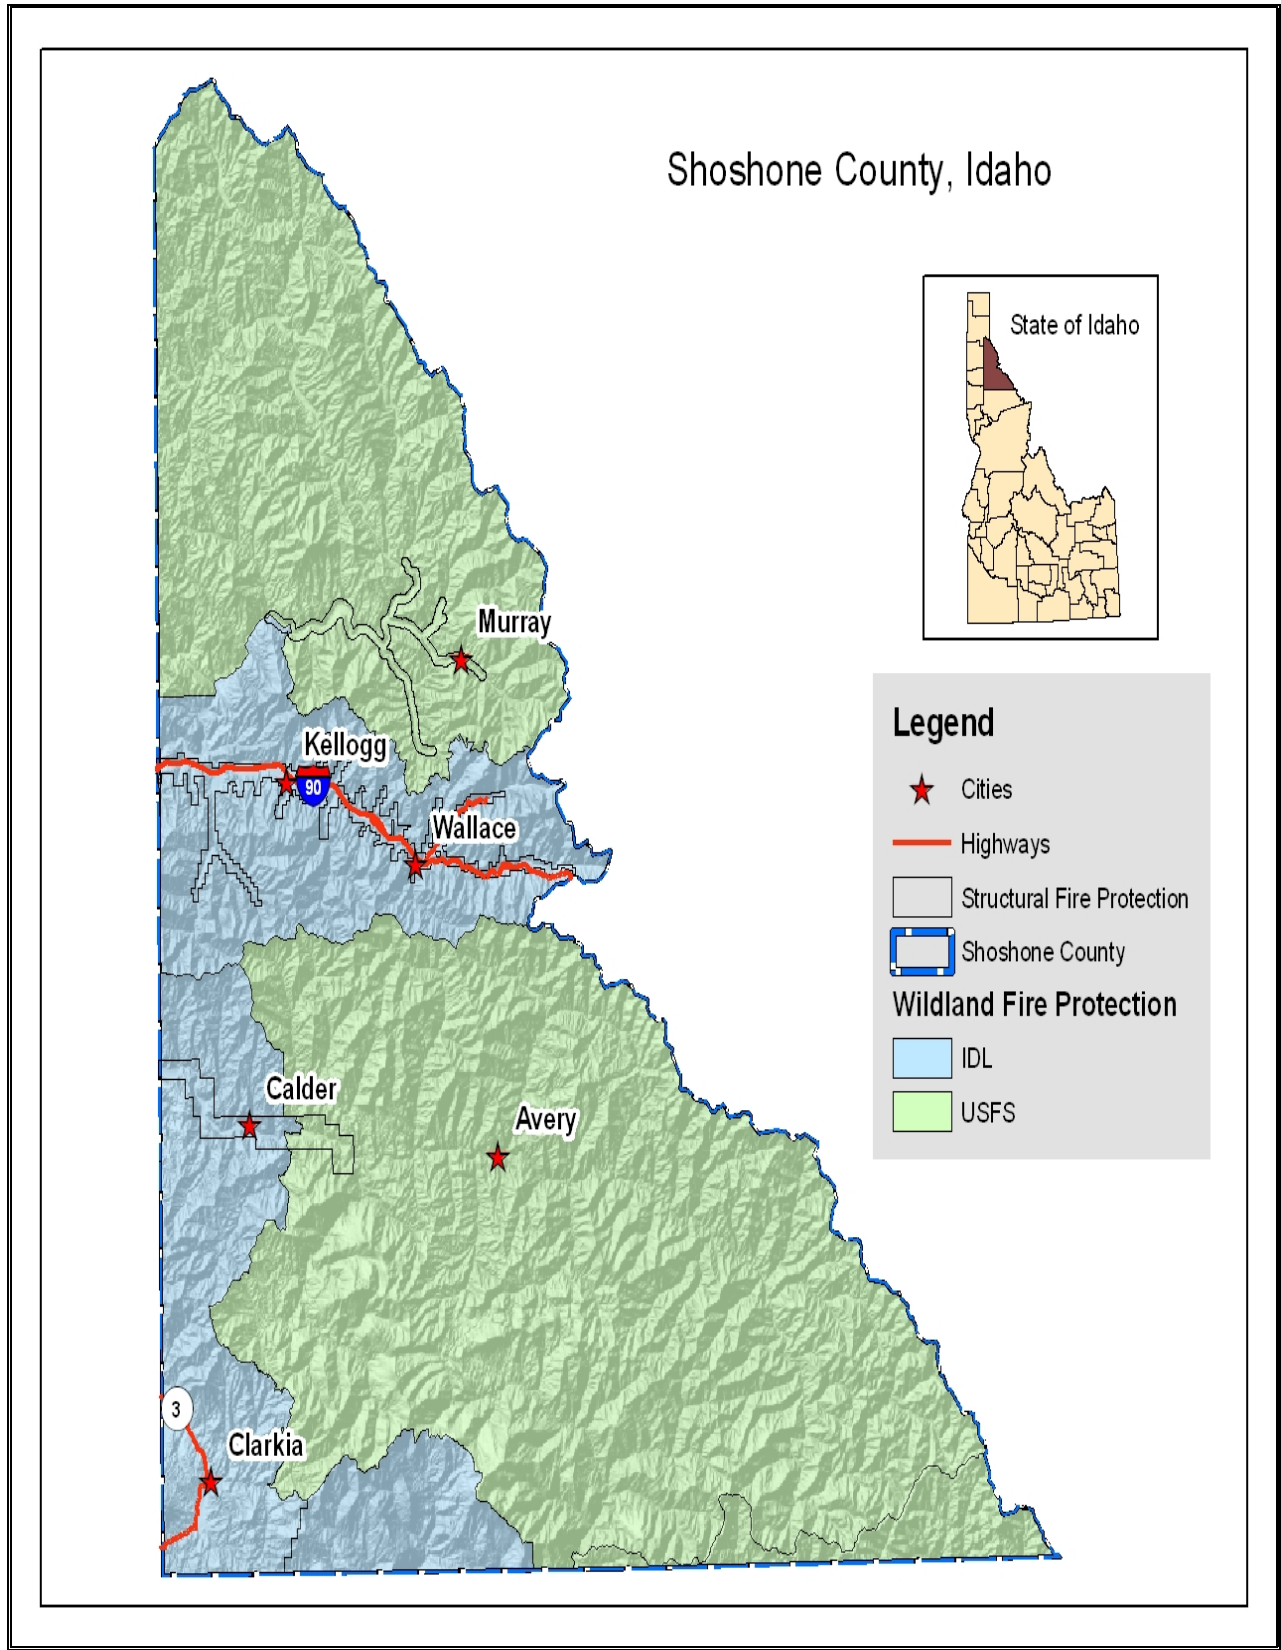 Shoshone County, Idaho
State of Idaho
Murray
Kellogg
90
Wallace
Legend
Cities
Highways
Structural Fire Protection
Shoshone County
Wildland Fire Protection
IDL
USFS
Calder
Avery
3
Clarkia